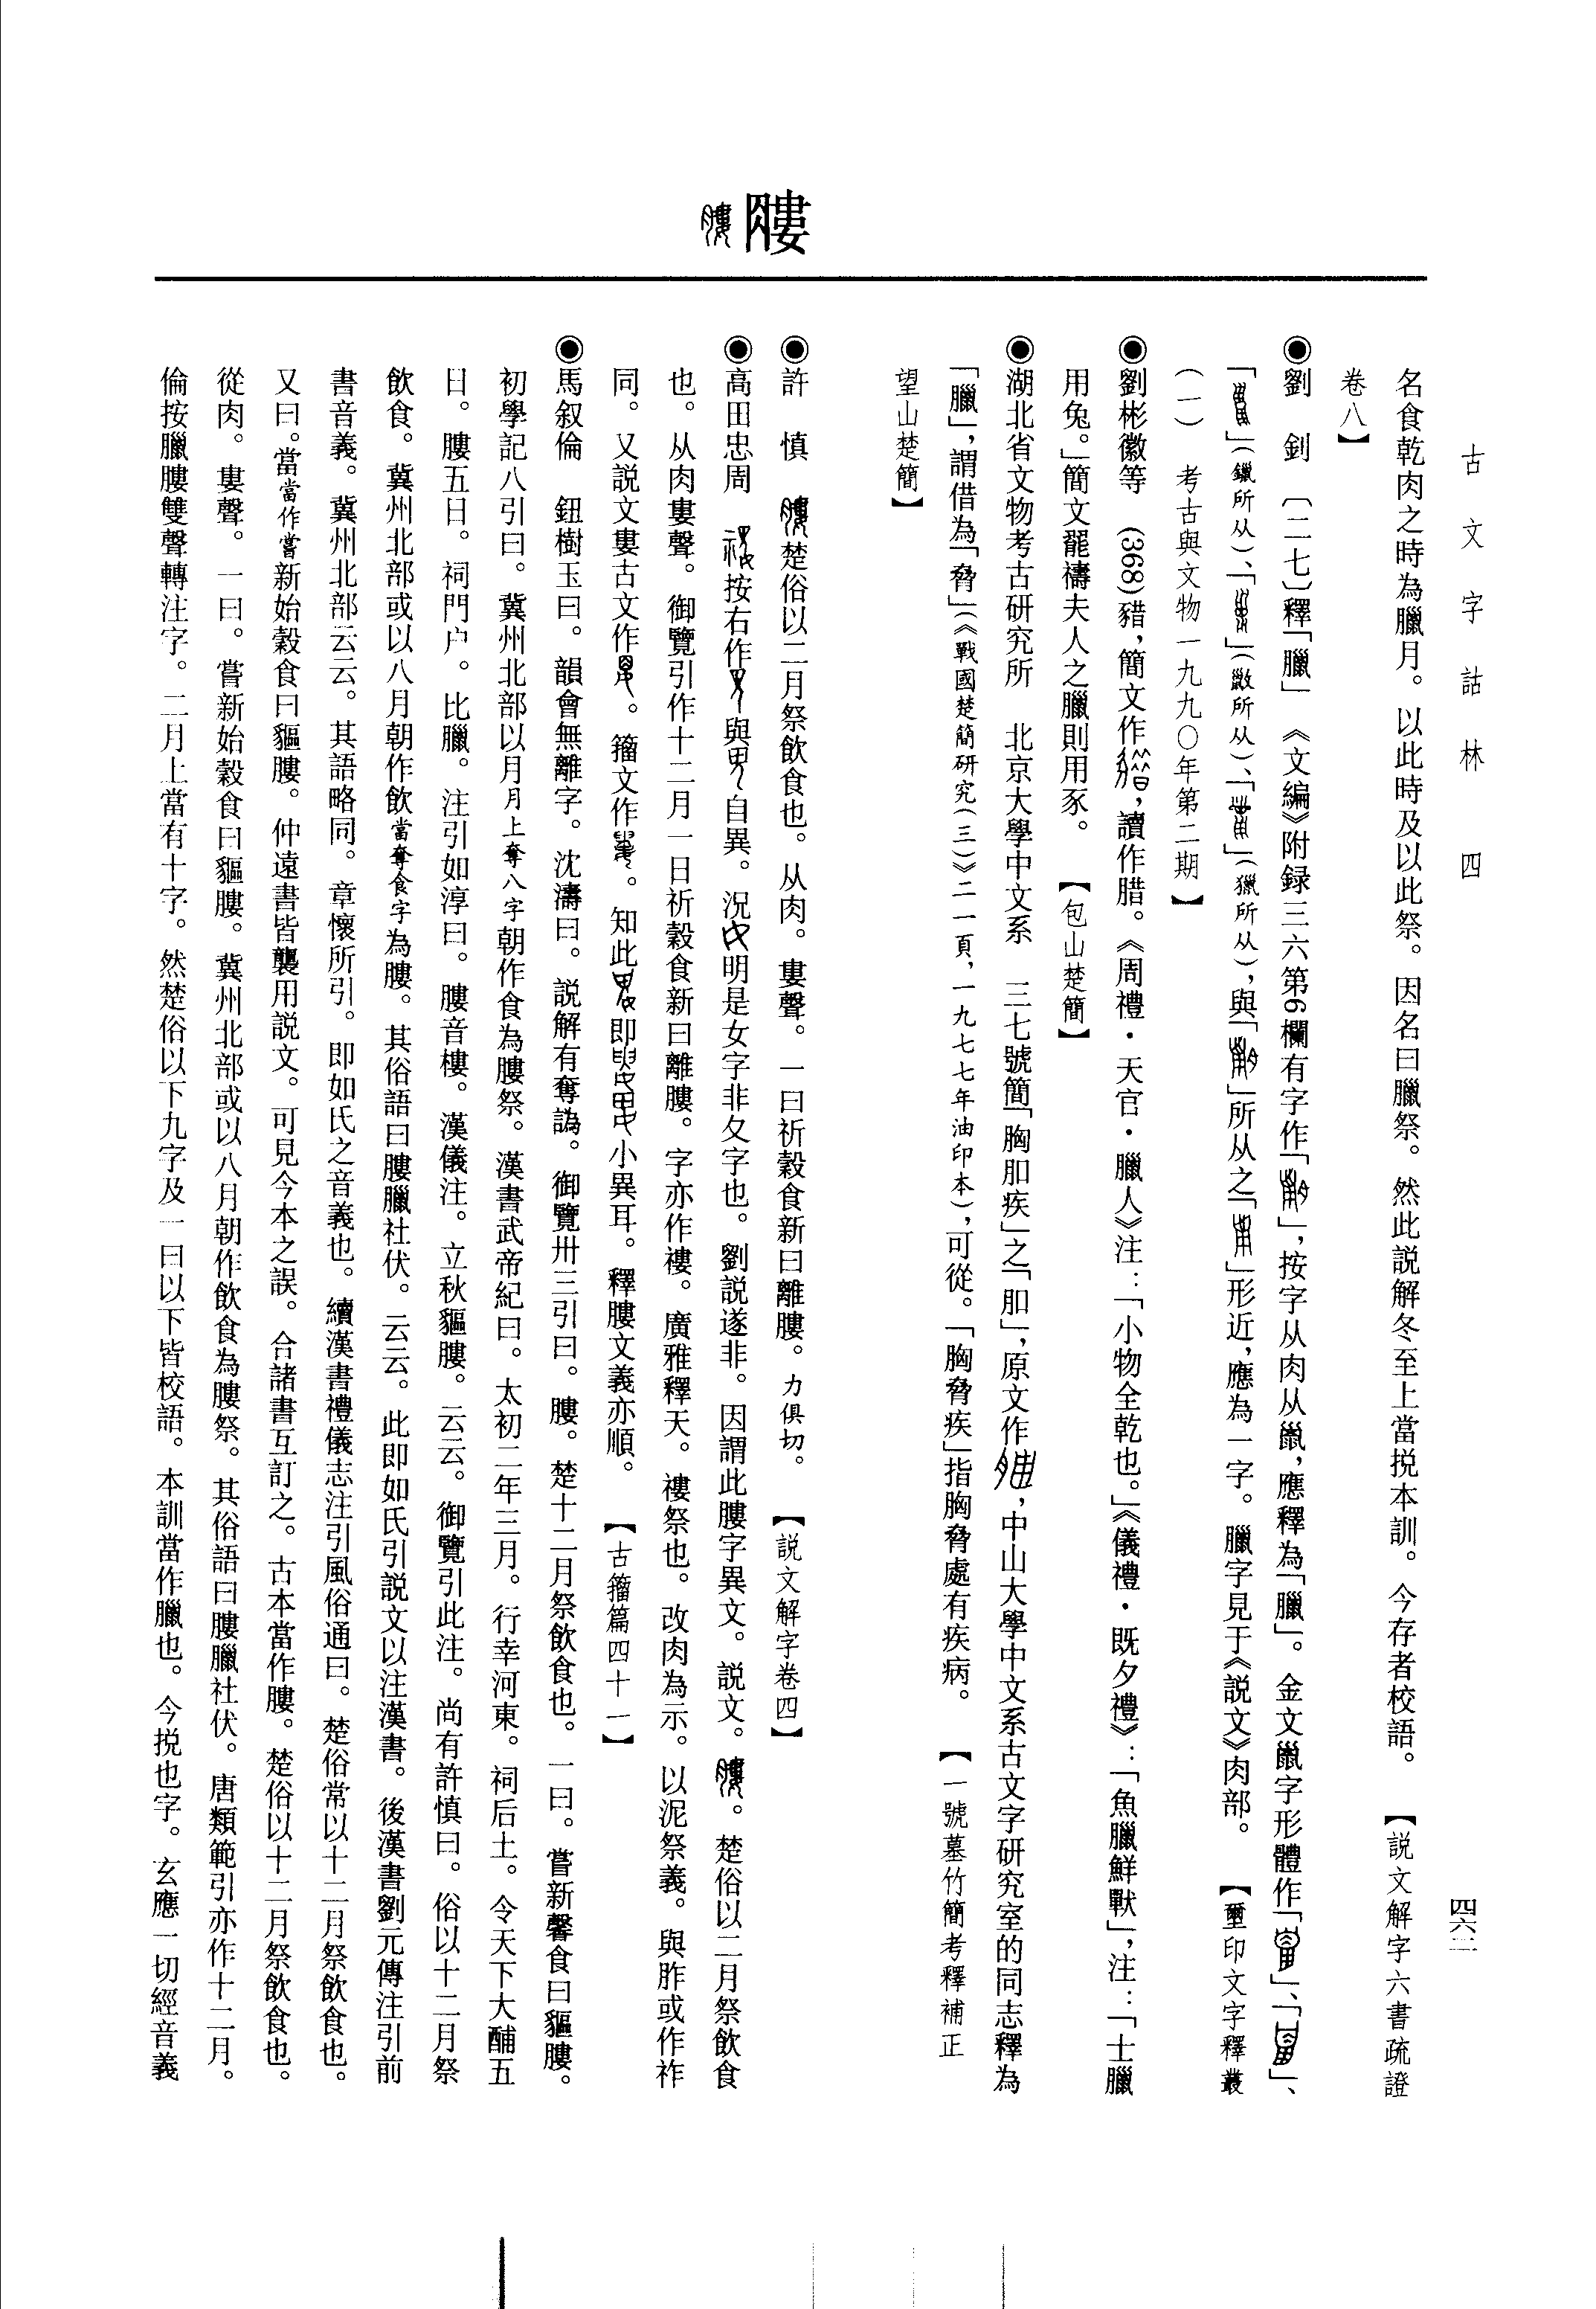 古文字詁林 四
四六二
膢
名食乾肉之時為臘月。以此時及以此祭。因名曰臘祭。然此説解冬至上當捝本訓。今存者校語。【説文解字六書疏證
卷八】
◉劉 釗 〔二七〕釋「臘」 《文編》附録三六第6欄有字作「」，按字从肉从巤，應釋為「臘」。金文巤字形體作「」、「」、
「」（鑞所从）、「」（所从）、「」（獵所从），與「」所从之「」形近，應為一字。臘字見于《説文》肉部。【璽印文字釋叢
（一） 考古與文物一九九〇年第二期】
◉劉彬徽等 (368)豬，簡文作，讀作腊。《周禮·天官·臘人》注：「小物全乾也。」《儀禮·既夕禮》：「魚臘鮮獸」，注：「士臘
用兔。」簡文罷禱夫人之臘則用豕。【包山楚簡】
◉湖北省文物考古研究所 北京大學中文系 三七號簡「胸疾」之「」，原文作，中山大學中文系古文字研究室的同志釋為
「臘」，謂借為「脅」（《戰國楚簡研究（三）》二一頁，一九七七年油印本），可從。「胸脅疾」指胸脅處有疾病。【一號墓竹簡考釋補正
望山楚簡】
◉許 慎 楚俗以二月祭飲食也。从肉。婁聲。一曰祈穀食新曰離膢。力俱切。【説文解字卷四】
◉高田忠周 按右作與自異。況明是女字非夂字也。劉説遂非。因謂此膢字異文。説文。。楚俗以二月祭飲食
也。从肉婁聲。御覽引作十二月一日祈穀食新曰離膢。字亦作䄛。廣雅釋天。䄛祭也。改肉為示。以泥祭義。與胙或作祚
同。又説文婁古文作。籀文作。知此即小異耳。釋膢文義亦順。【古籀篇四十一】
◉馬叙倫 鈕樹玉曰。韻會無離字。沈濤曰。説解有奪譌。御覽卅三引曰。膢。楚十二月祭飲食也。一曰。嘗新馨食曰貙膢。
初學記八引曰。冀州北部以月月上奪八字朝作食為膢祭。漢書武帝紀曰。太初二年三月。行幸河東。祠后土。令天下大酺五
日。膢五日。祠門户。比臘。注引如淳曰。膢音樓。漢儀注。立秋貙膢。云云。御覽引此注。尚有許慎曰。俗以十二月祭
飲食。冀州北部或以八月朝作飲當奪食字為膢。其俗語曰膢臘社伏。云云。此即如氏引説文以注漢書。後漢書劉元傳注引前
書音義。冀州北部云云。其語略同。章懷所引。即如氏之音義也。續漢書禮儀志注引風俗通曰。楚俗常以十二月祭飲食也。
又曰。當當作嘗新始穀食曰貙膢。仲遠書皆襲用説文。可見今本之誤。合諸書互訂之。古本當作膢。楚俗以十二月祭飲食也。
從肉。婁聲。一曰。嘗新始穀食曰貙膢。冀州北部或以八月朝作飲食為膢祭。其俗語曰膢臘社伏。唐類範引亦作十二月。
倫按臘膢雙聲轉注字。二月上當有十字。然楚俗以下九字及一曰以下皆校語。本訓當作臘也。今捝也字。玄應一切經音義